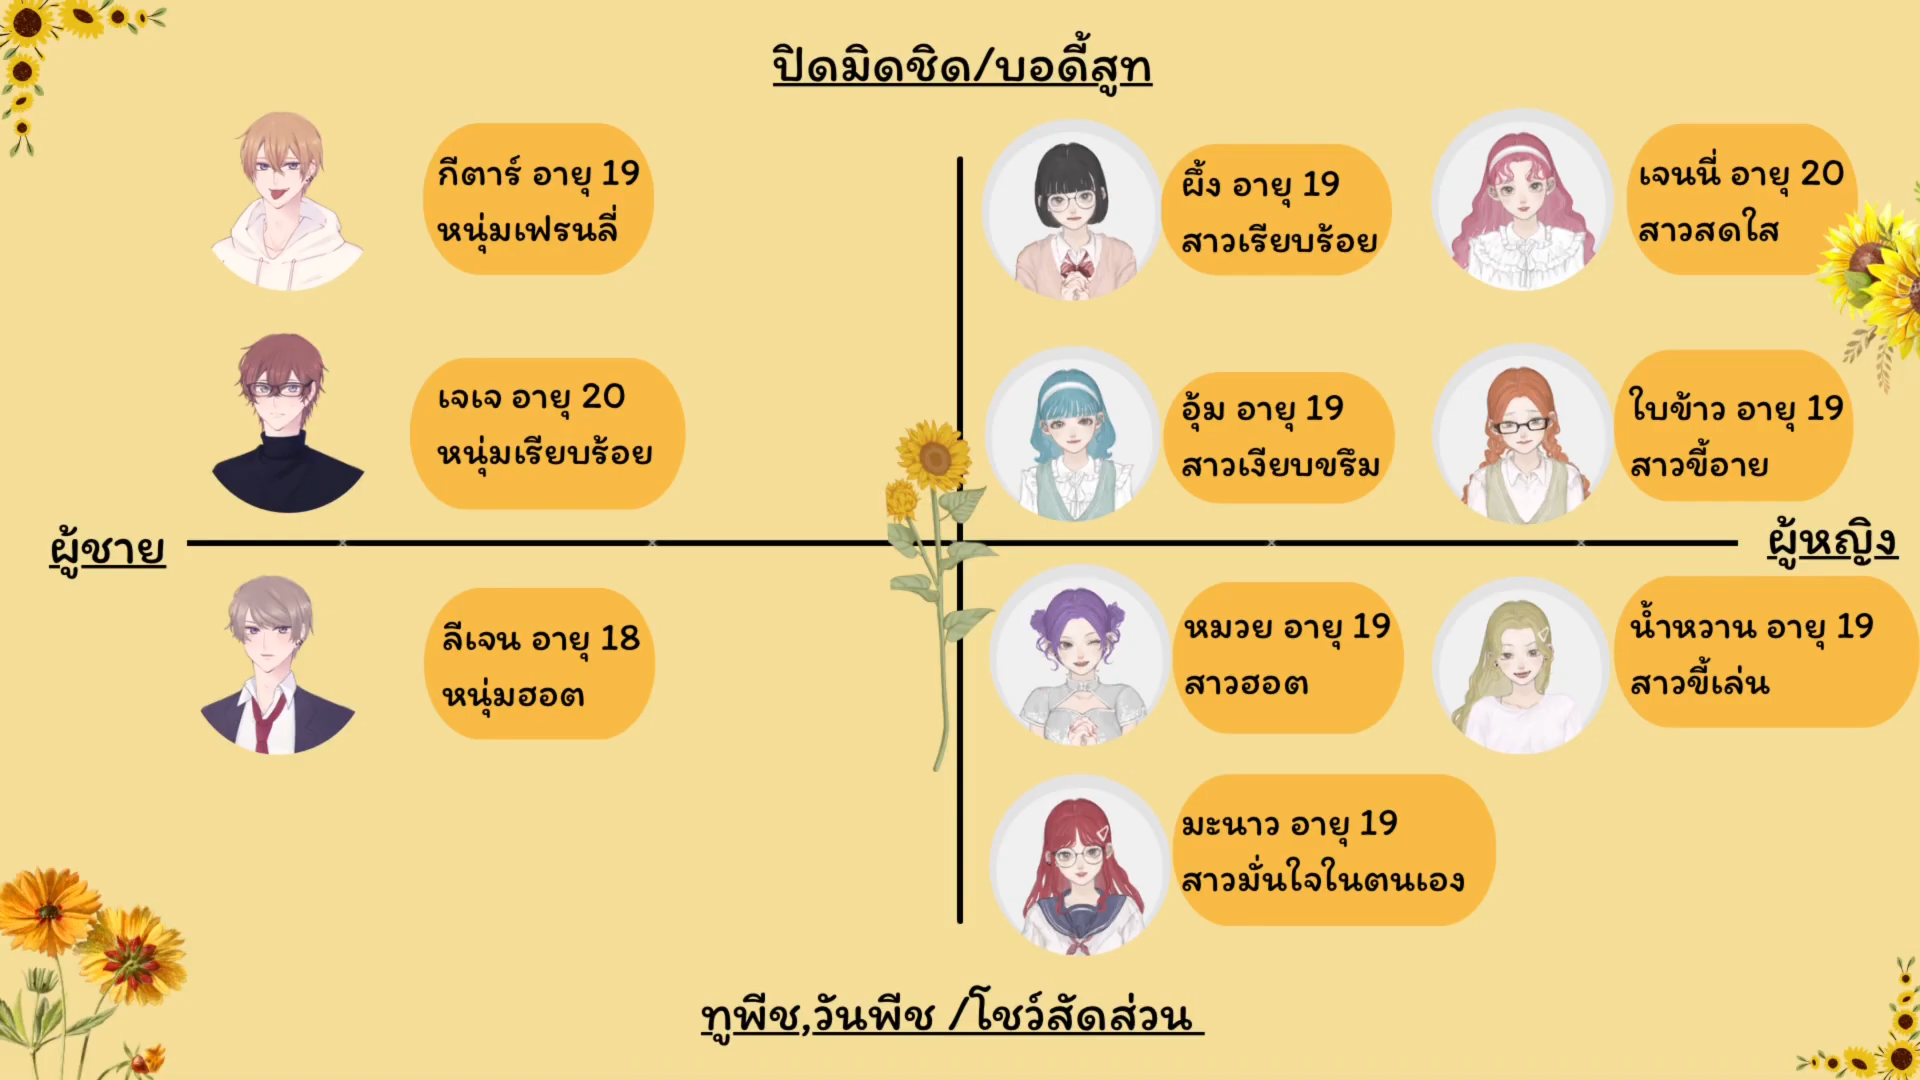 ปิดมิดชิด/บอดี้สูท
กีตาร์ อายุ 19
หนุ่มเฟรนลี่
ผึ้ง อายุ 19
สาวเรียบร้อย
เจนนี่ อายุ 20
สาวสดใส
เจเจ อายุ 20
หนุ่มเรียบร้อย
อุ้ม อายุ 19
สาวเงียบขรึม
ใบข้าว อายุ 19
สาวขี้อาย
ผู้ชาย
ผู้หญิง
ลีเจน อายุ 18
หนุ่มฮอต
หมวย อายุ 19
สาวฮอต
น้ำหวาน อายุ 19
สาวขี้เล่น
มะนาว อายุ 19
สาวมั่นใจในตนเอง
ทูพีช,วันพีช /โชว์สัดส่วน